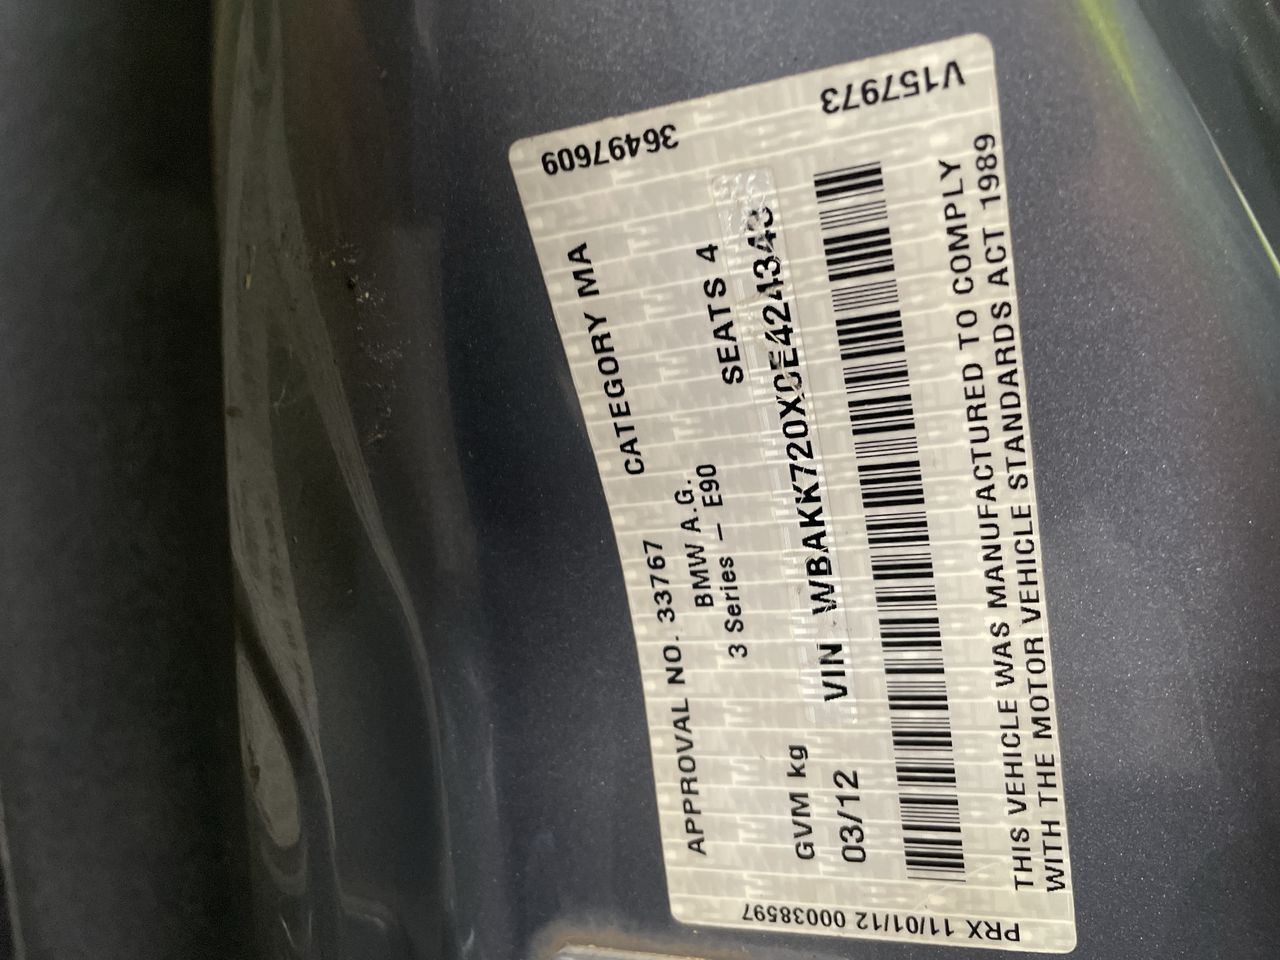 36497609
V157973
APPROVAL NO. 33767 CATEGORY MA
BMW A.G.
3 Series – E90 SEATS 4
GVM kg VIN
03/12
THIS VEHICLE WAS MANUFACTURED TO COMPLY
WITH THE MOTOR VEHICLE STANDARDS ACT 1989
PRX 11/01/12 00038597